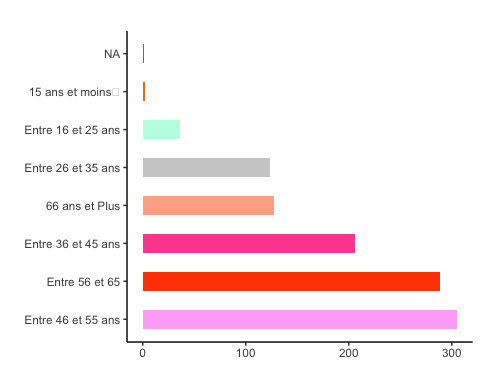 NA
15 ans et moins
Entre 16 et 25 ans
Entre 26 et 35 ans
66 ans et Plus
Entre 36 et 45 ans
Entre 56 et 65
Entre 46 et 55 ans
0 100 200 300